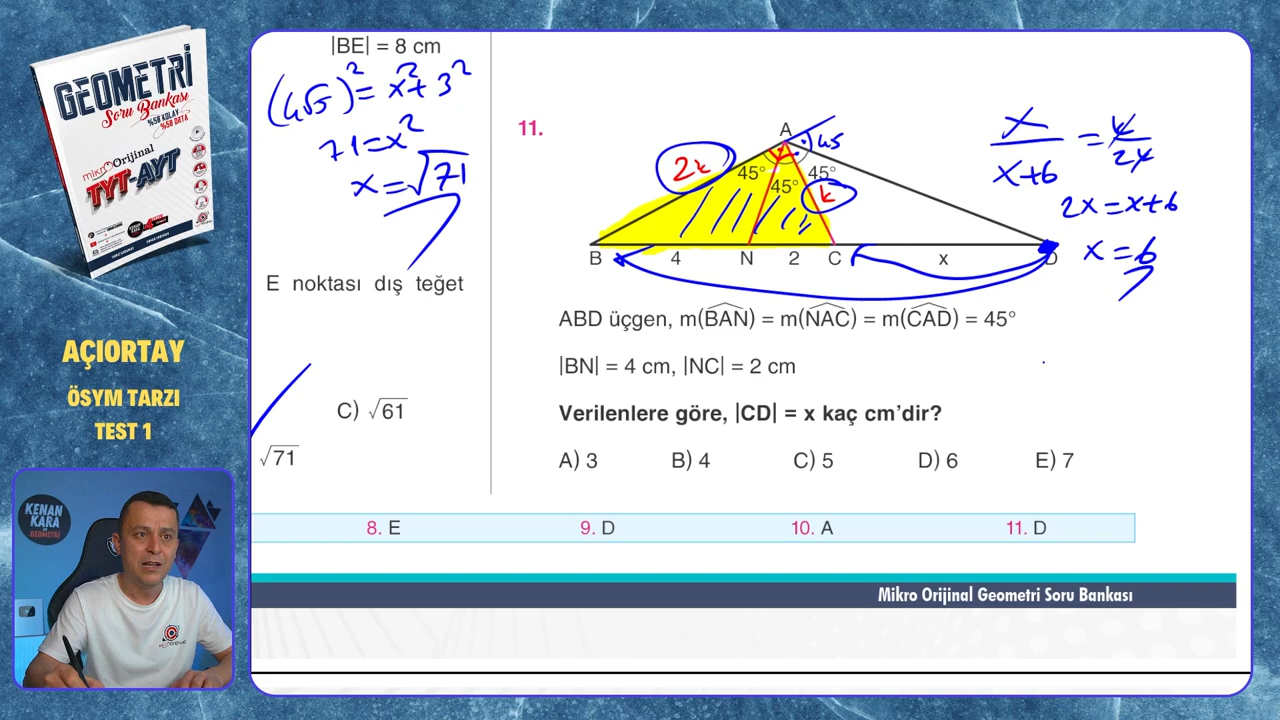 GEOMETRİ
Soru Bankası
%50 KOLAY
%50 ORTA
mikro Orijinal
TYT-AYT
AÇIORTAY
ÖSYM TARZI
TEST 1
KENAN
KARA
GEOMETRİ
|BE| = 8 cm
(4√5)² = x² + 3²
71 = x²
x = √71
E noktası dış teğet
C) √61
√71
11.
A
45
2k
45°
45°
45°
k
B 4 N 2 C x D
x/(x+6) = k/2k
2x = x+6
x = 6
ABD üçgen, m(BAN) = m(NAC) = m(CAD) = 45°
|BN| = 4 cm, |NC| = 2 cm
Verilenlere göre, |CD| = x kaç cm'dir?
A) 3 B) 4 C) 5 D) 6 E) 7
8. E 9. D 10. A 11. D
Mikro Orijinal Geometri Soru Bankası